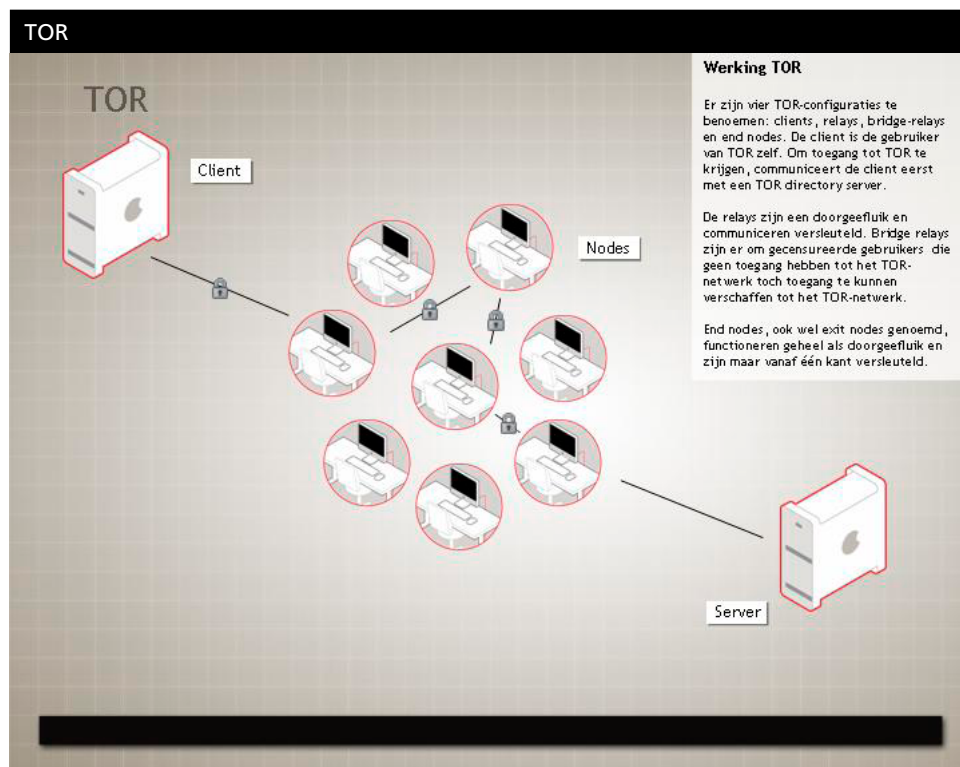 TOR
TOR
Client
Nodes
Server
Werking TOR
Er zijn vier TOR-configuraties te
benoemen: clients, relays, bridge-relays
en end nodes. De client is de gebruiker
van TOR zelf. Om toegang tot TOR te
krijgen, communiceert de client eerst
met een TOR directory server.
De relays zijn een doorgeefluik en
communiceren versleuteld. Bridge relays
zijn er om gecensureerde gebruikers die
geen toegang hebben tot het TOR-
netwerk toch toegang te kunnen
verschaffen tot het TOR-netwerk.
End nodes, ook wel exit nodes genoemd,
functioneren geheel als doorgeefluik en
zijn maar vanaf één kant versleuteld.